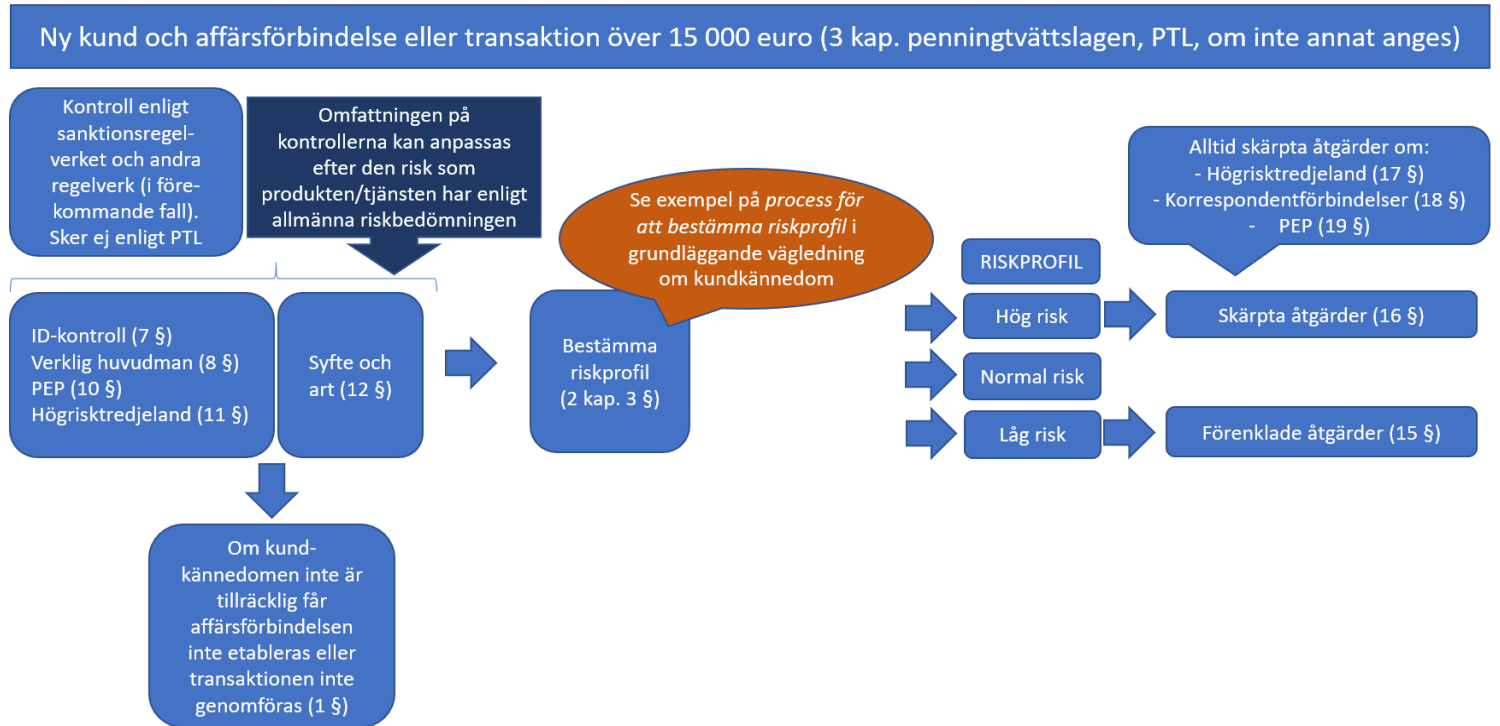 Ny kund och affärsförbindelse eller transaktion över 15 000 euro (3 kap. penningtvättslagen, PTL, om inte annat anges)
Kontroll enligt
sanktionsregel-
verket och andra
regelverk (i före-
kommande fall).
Sker ej enligt PTL
Omfattningen på
kontrollerna kan anpassas
efter den risk som
produkten/tjänsten har enligt
allmänna riskbedömningen
Se exempel på process för
att bestämma riskprofil i
grundläggande vägledning
om kundkännedom
Alltid skärpta åtgärder om:
- Högrisktredjeland (17 §)
- Korrespondentförbindelser (18 §)
- PEP (19 §)
ID-kontroll (7 §)
Verklig huvudman (8 §)
PEP (10 §)
Högrisktredjeland (11 §)
Syfte och
art (12 §)
Bestämma
riskprofil
(2 kap. 3 §)
RISKPROFIL
Hög risk
Skärpta åtgärder (16 §)
Normal risk
Låg risk
Förenklade åtgärder (15 §)
Om kund-
kännedomen inte är
tillräcklig får
affärsförbindelsen
inte etableras eller
transaktionen inte
genomföras (1 §)